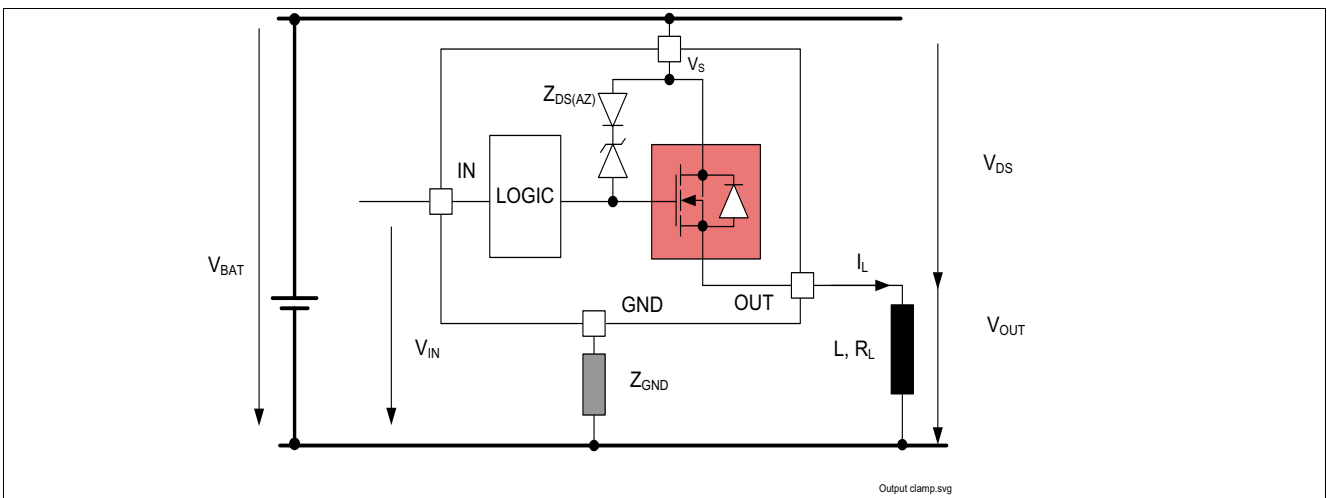 V_S
Z_DS(AZ)
V_DS
IN
LOGIC
V_BAT
I_L
GND
OUT
V_OUT
V_IN
L, R_L
Z_GND
Output clamp.svg